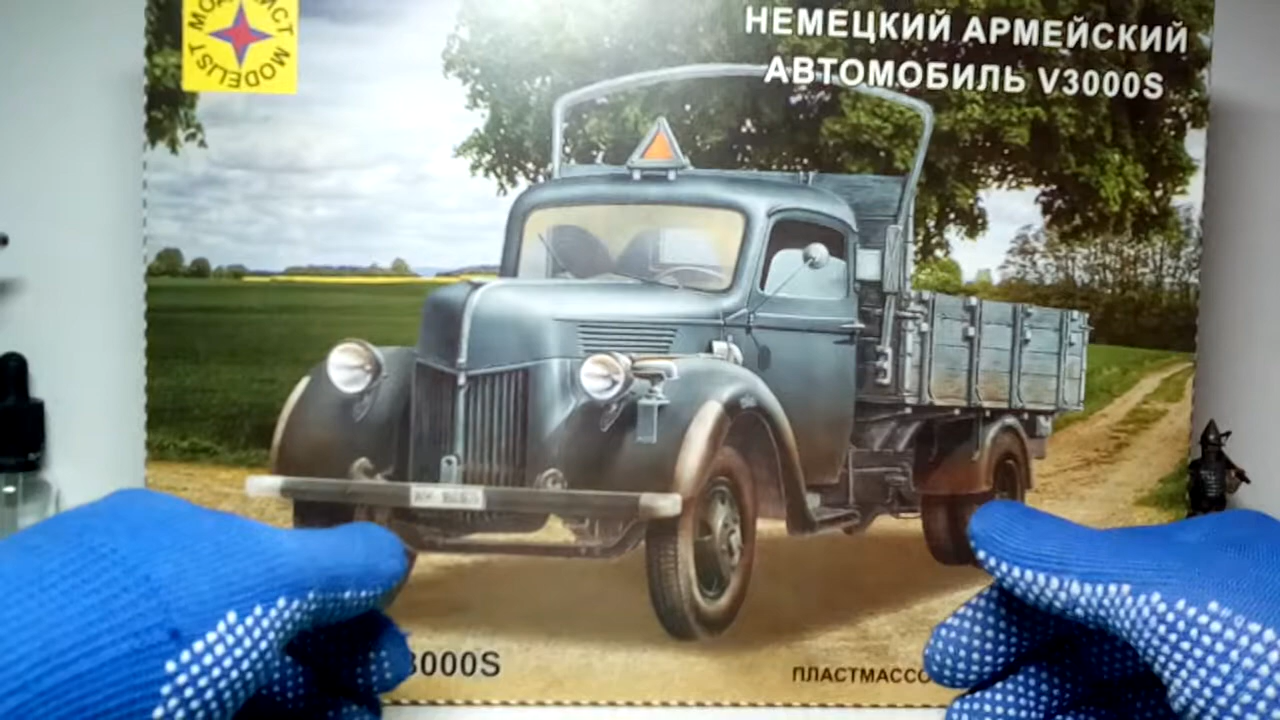 МОДЕЛИСТ MODELIST
НЕМЕЦКИЙ АРМЕЙСКИЙ
АВТОМОБИЛЬ V3000S
3000S
ПЛАСТМАССО